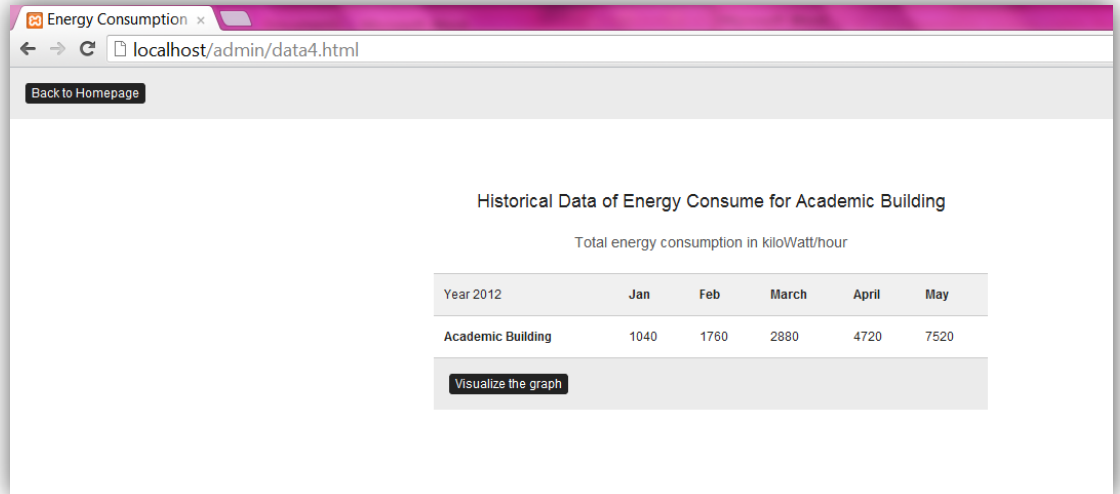 Energy Consumption ×
localhost/admin/data4.html
Back to Homepage
Historical Data of Energy Consume for Academic Building
Total energy consumption in kiloWatt/hour
Year 2012 Jan Feb March April May
Academic Building 1040 1760 2880 4720 7520
Visualize the graph